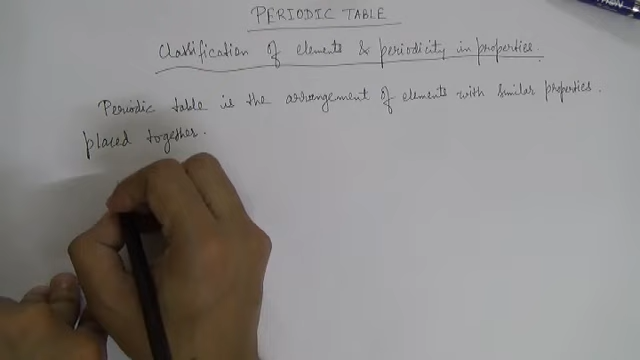 PERIODIC TABLE
Classification of elements & periodicity in properties.
Periodic table is the arrangement of elements with similar properties.
placed together.